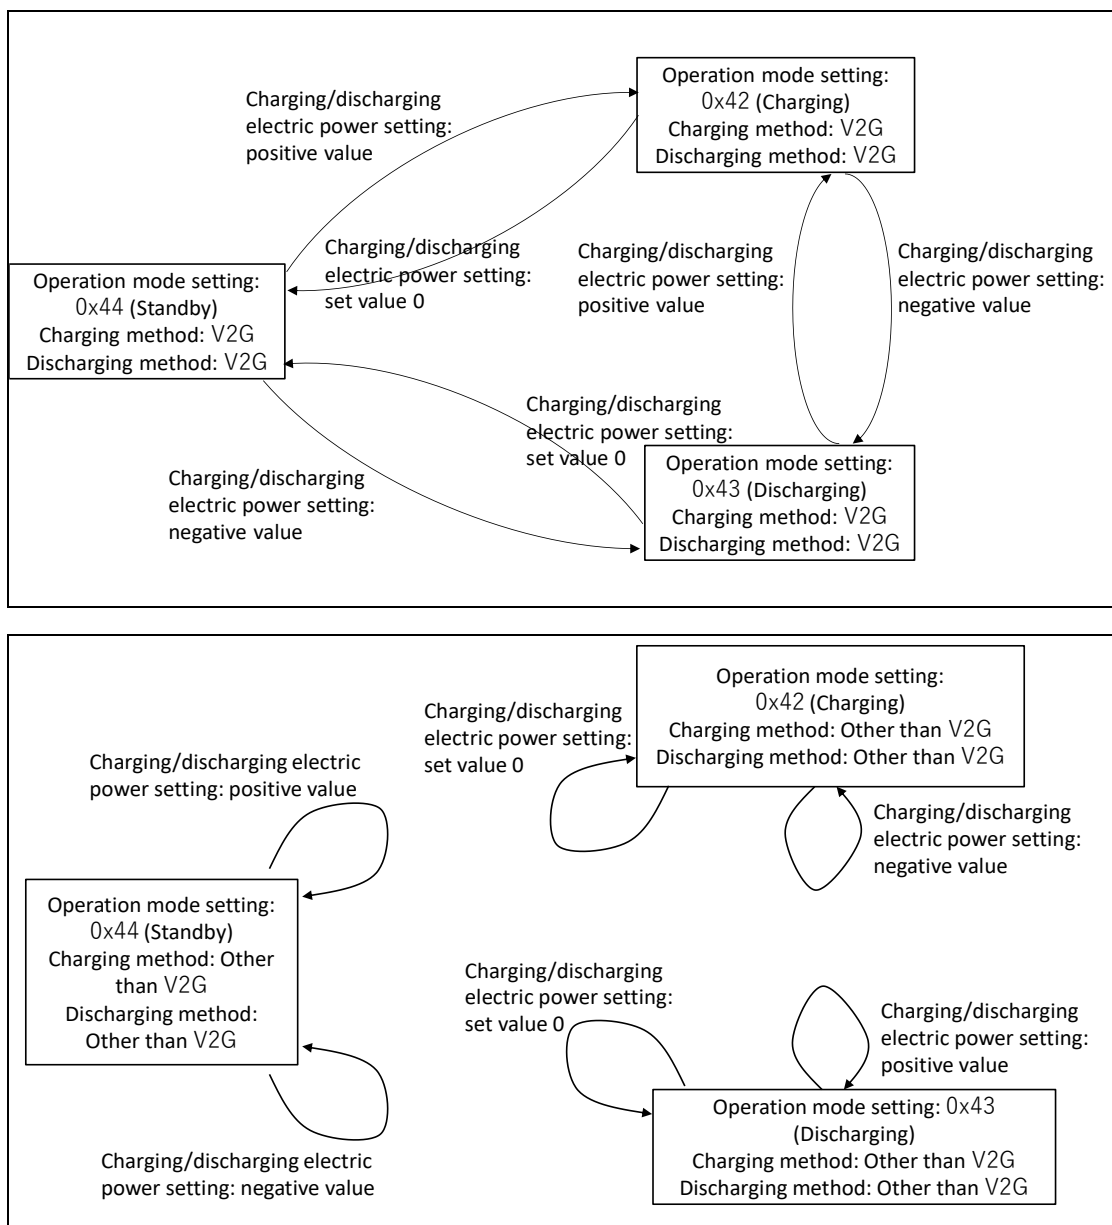 Operation mode setting:
0x42 (Charging)
Charging method: V2G
Discharging method: V2G
Charging/discharging
electric power setting:
positive value
Charging/discharging
electric power setting:
set value 0
Charging/discharging
electric power setting:
positive value
Charging/discharging
electric power setting:
negative value
Operation mode setting:
0x44 (Standby)
Charging method: V2G
Discharging method: V2G
Charging/discharging
electric power setting:
set value 0
Charging/discharging
electric power setting:
negative value
Operation mode setting:
0x43 (Discharging)
Charging method: V2G
Discharging method: V2G
Operation mode setting:
0x42 (Charging)
Charging method: Other than V2G
Discharging method: Other than V2G
Charging/discharging
electric power setting:
set value 0
Charging/discharging electric
power setting: positive value
Charging/discharging
electric power setting:
negative value
Operation mode setting:
0x44 (Standby)
Charging method: Other
than V2G
Discharging method:
Other than V2G
Charging/discharging
electric power setting:
set value 0
Charging/discharging
electric power setting:
positive value
Charging/discharging electric
power setting: negative value
Operation mode setting: 0x43
(Discharging)
Charging method: Other than V2G
Discharging method: Other than V2G